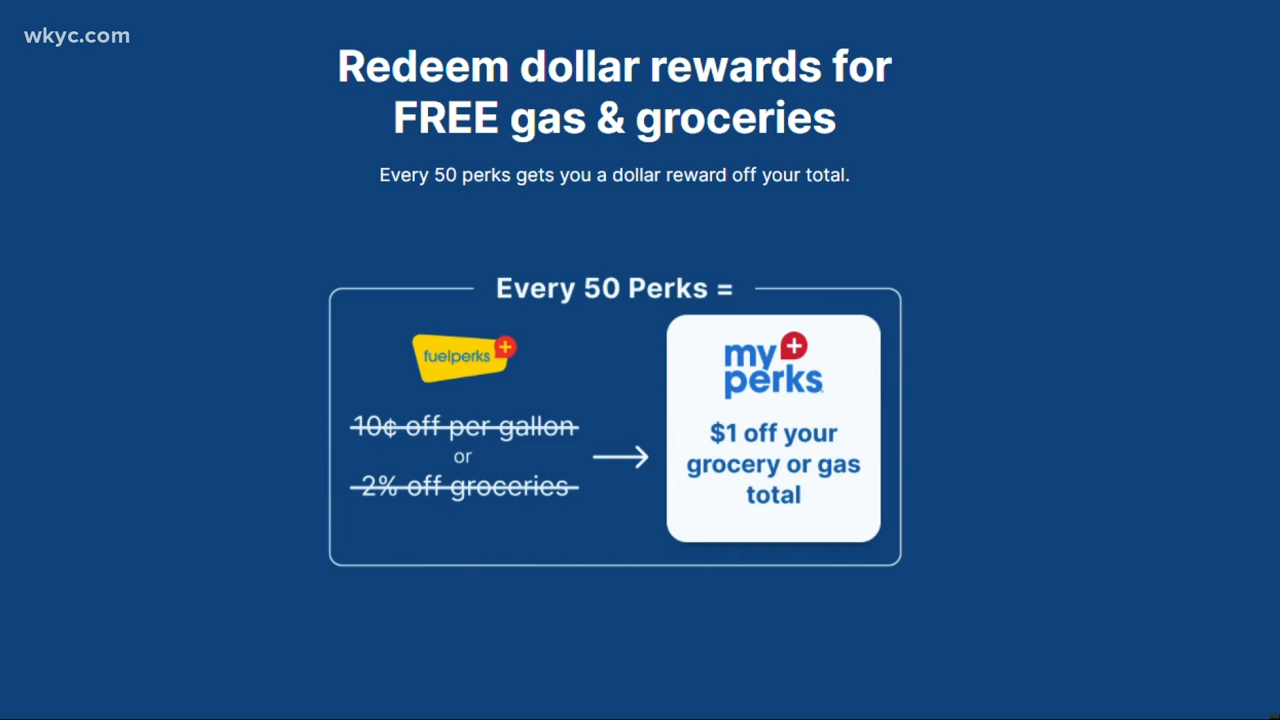 wkyc.com
Redeem dollar rewards for
FREE gas & groceries
Every 50 perks gets you a dollar reward off your total.
Every 50 Perks =
fuelperks+
10¢ off per gallon
or
2% off groceries
my+
perks
$1 off your
grocery or gas
total